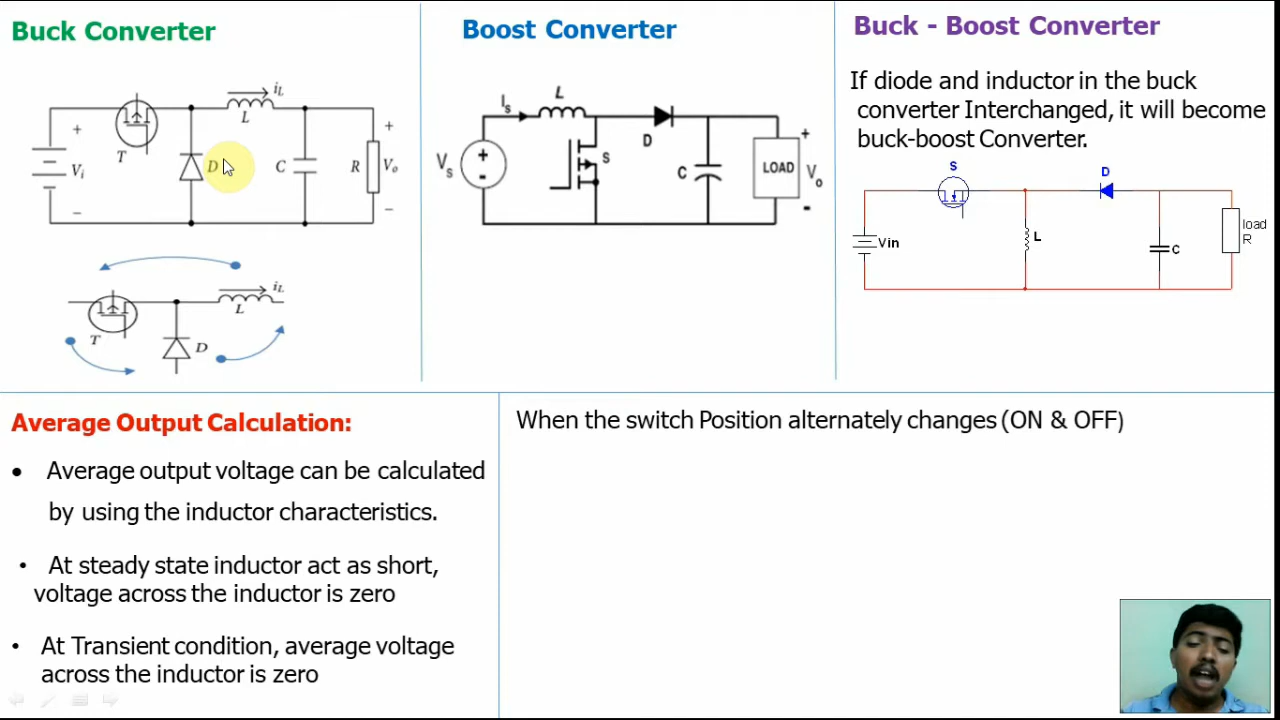 Buck Converter
iL
L
+
T
Vi
D
C
R
+
Vo
−
−
iL
L
T
D
Boost Converter
Is
L
D
S
Vs
+
-
C
LOAD
+
Vo
-
Buck - Boost Converter
If diode and inductor in the buck
converter Interchanged, it will become
buck-boost Converter.
S
D
Vin
L
C
load
R
Average Output Calculation:
• Average output voltage can be calculated
by using the inductor characteristics.
• At steady state inductor act as short,
voltage across the inductor is zero
• At Transient condition, average voltage
across the inductor is zero
When the switch Position alternately changes (ON & OFF)